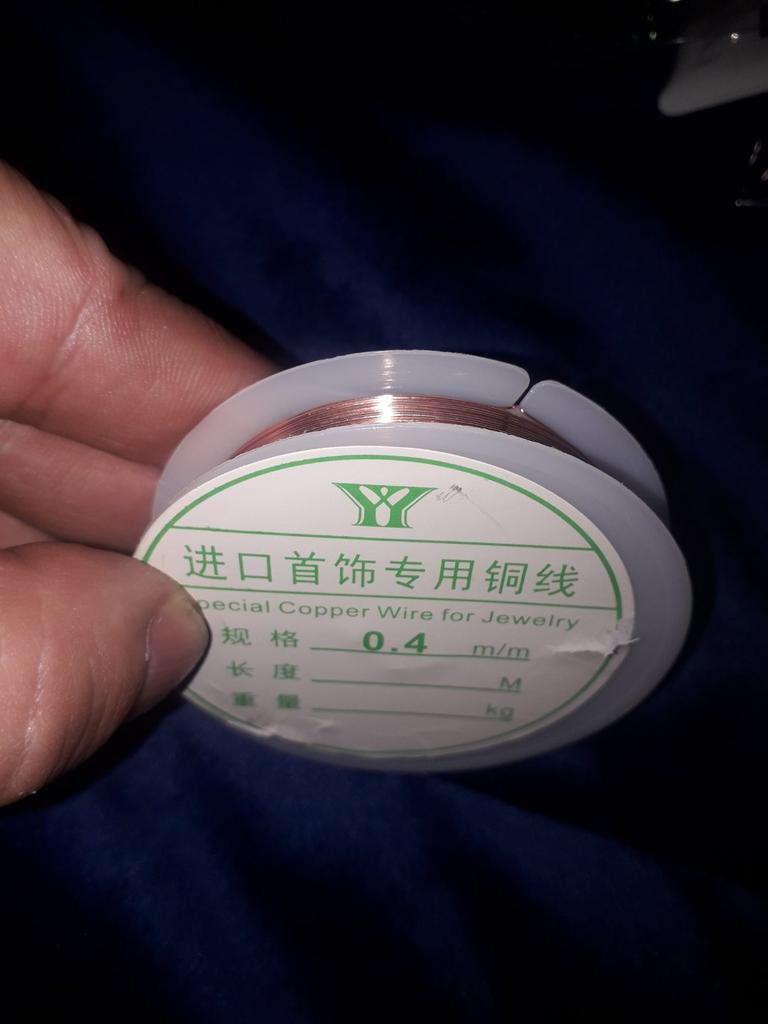 进口首饰专用铜线
pecial Copper Wire for Jewelry
规格 0.4 m/m
长度 M
重量 kg